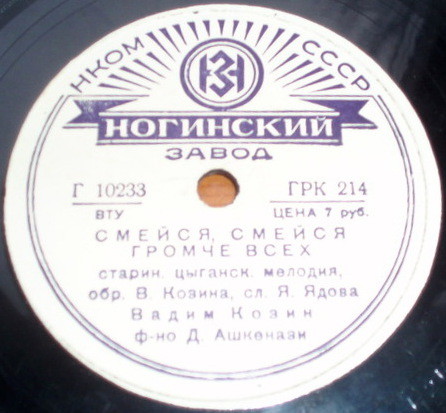 НКОМ СССР
НЗ
НОГИНСКИЙ
ЗАВОД
Г 10233 ГРК 214
ВТУ ЦЕНА 7 руб.
СМЕЙСЯ, СМЕЙСЯ
ГРОМЧЕ ВСЕХ
старин. цыганск. мелодия,
обр. В. Козина, сл. Я. Ядова
Вадим Козин
ф-но Д. Ашкенази